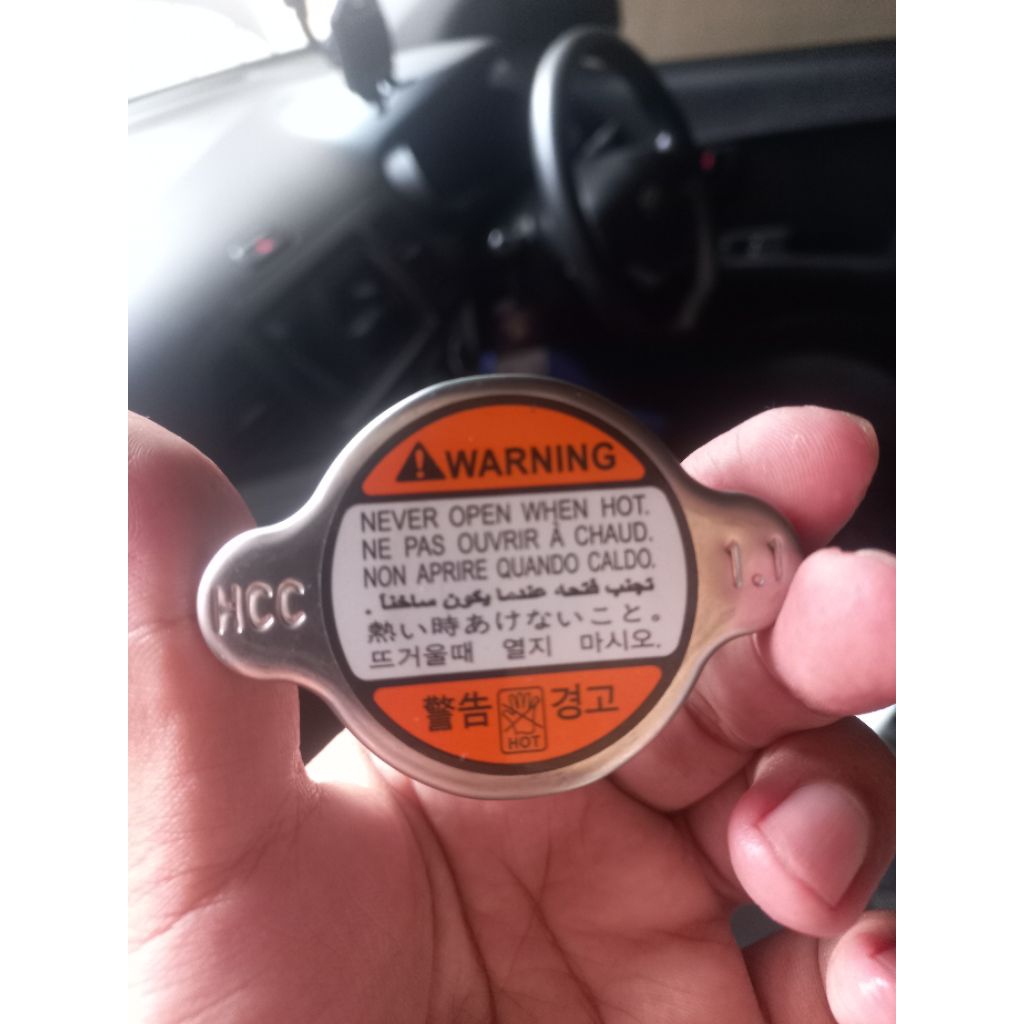 WARNING
NEVER OPEN WHEN HOT.
NE PAS OUVRIR À CHAUD.
NON APRIRE QUANDO CALDO.
تجنب فتحه عندما يكون ساخنا .
熱い時あけないこと。
뜨거울때 열지 마시오.
HCC
1.1
警告 경고
HOT